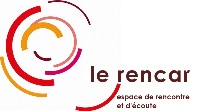 le rencar
espace de rencontre
et d'écoute